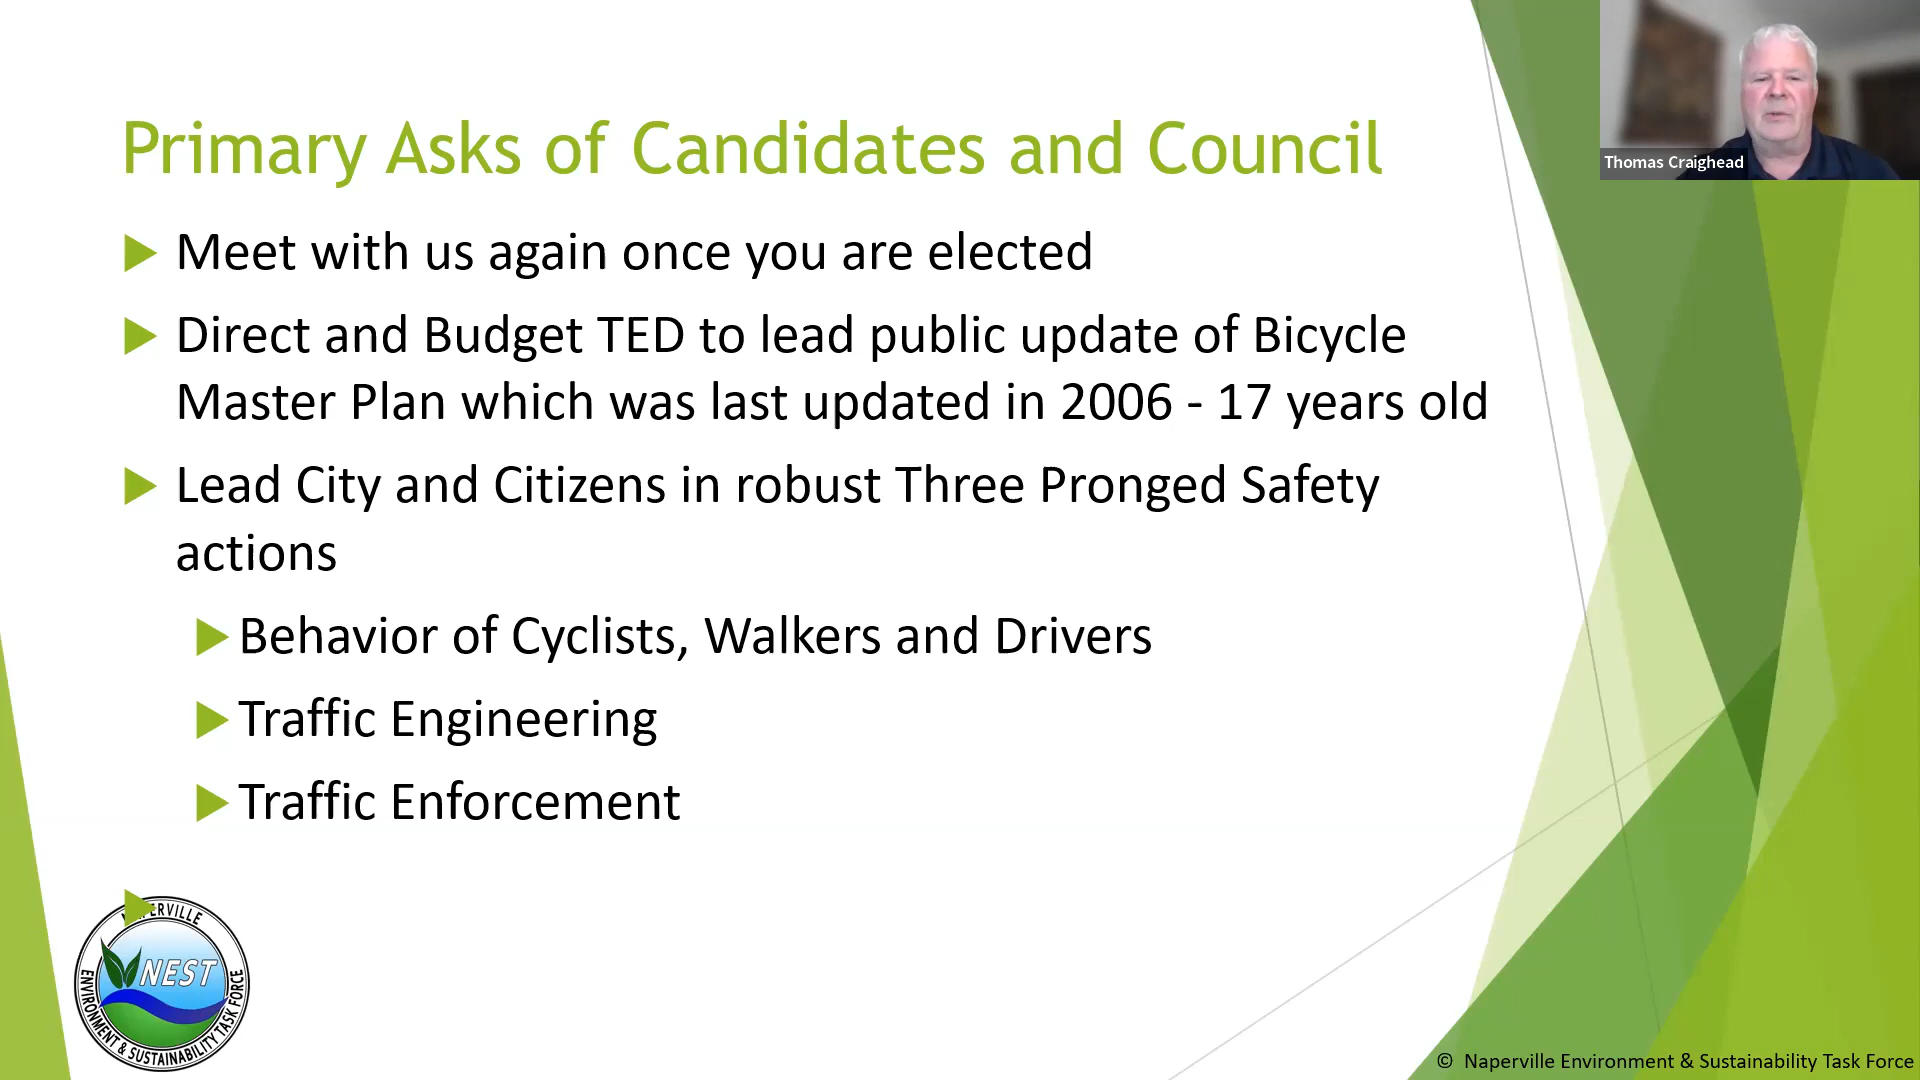 Thomas Craighead
Primary Asks of Candidates and Council
Meet with us again once you are elected
Direct and Budget TED to lead public update of Bicycle
Master Plan which was last updated in 2006 - 17 years old
Lead City and Citizens in robust Three Pronged Safety
actions
Behavior of Cyclists, Walkers and Drivers
Traffic Engineering
Traffic Enforcement
NEST
ENVIRONMENT & SUSTAINABILITY TASK FORCE
© Naperville Environment & Sustainability Task Force